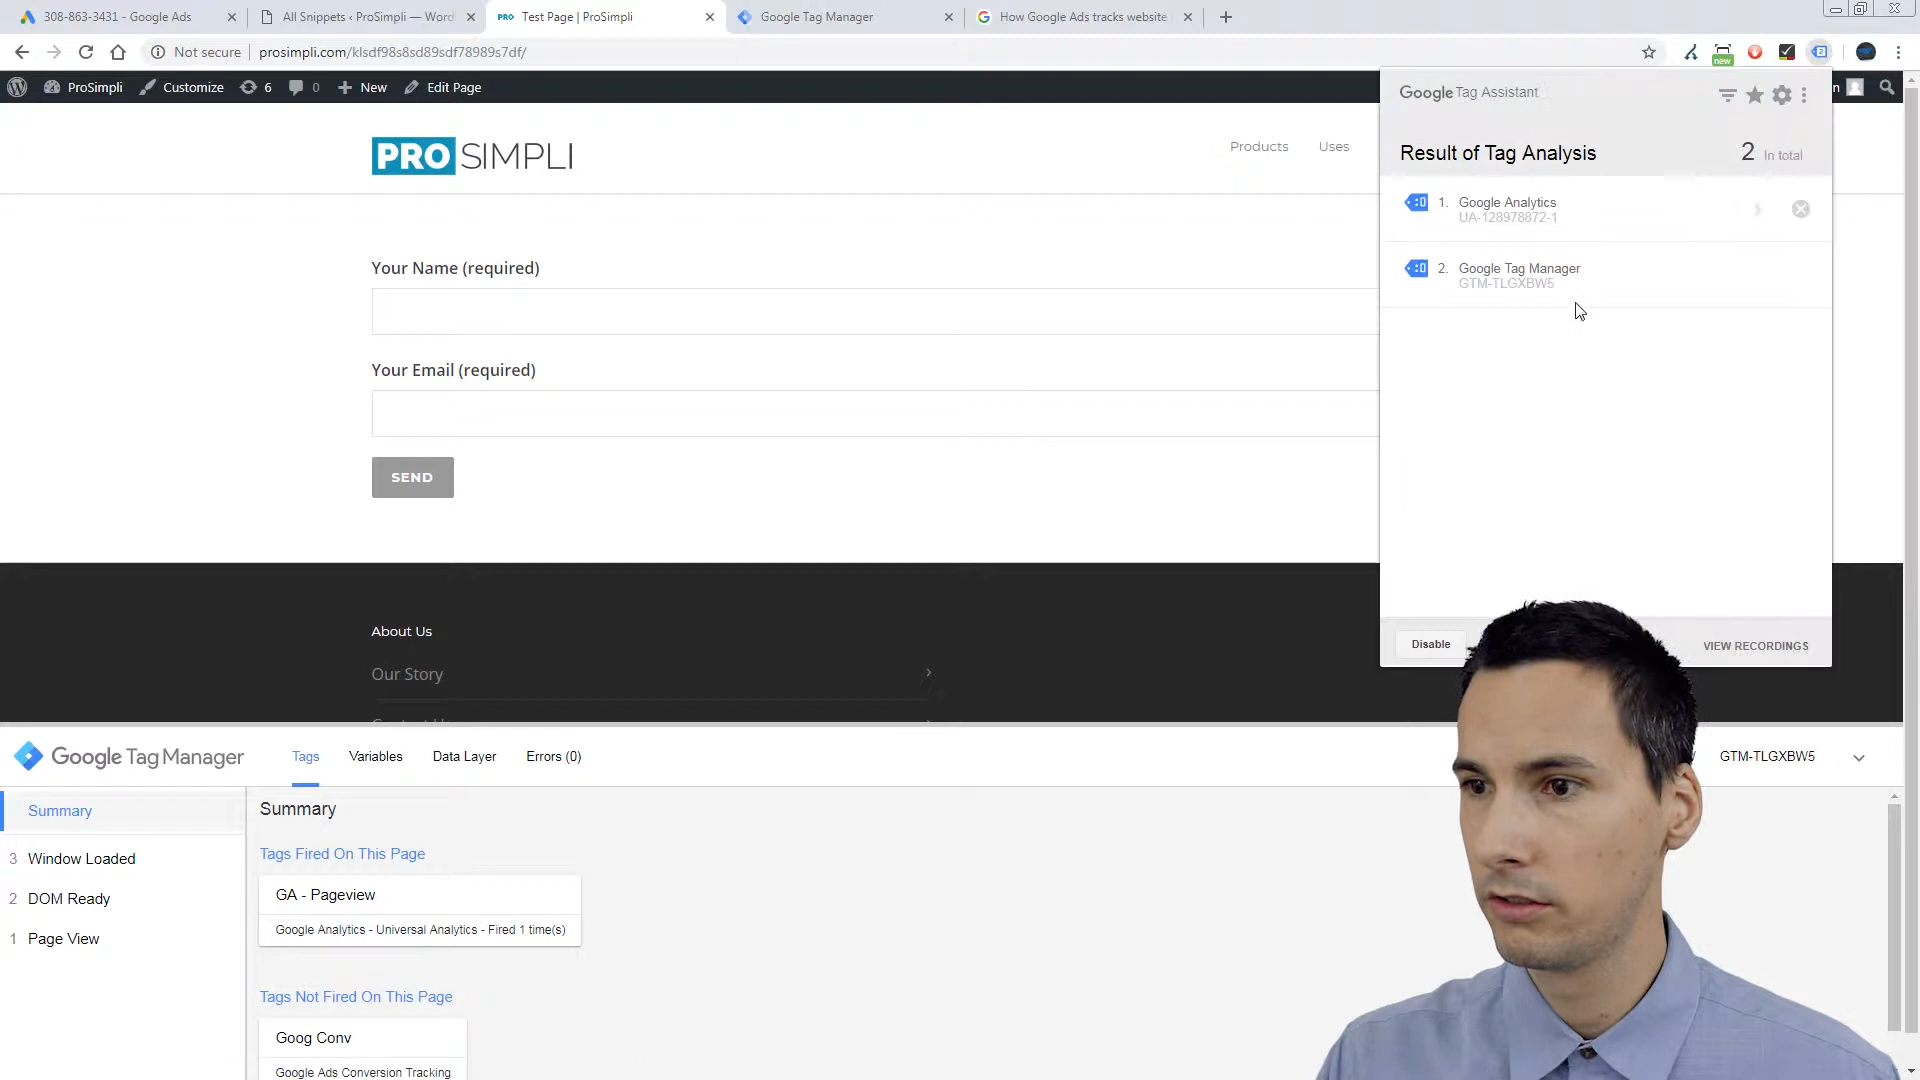 308-863-3431 - Google Ads
All Snippets ‹ ProSimpli — Word
PRO Test Page | ProSimpli
Google Tag Manager
How Google Ads tracks website
Not secure | prosimpli.com/klsdf98s8sd89sdf78989s7df/
new
ProSimpli Customize 6 0 New Edit Page
n
PROSIMPLI
Products Uses
Your Name (required)
Your Email (required)
SEND
About Us
Our Story
Google Tag Assistant
Result of Tag Analysis 2 In total
1. Google Analytics
UA-128978872-1
2. Google Tag Manager
GTM-TLGXBW5
Disable VIEW RECORDINGS
Google Tag Manager Tags Variables Data Layer Errors (0) GTM-TLGXBW5
Summary
3 Window Loaded
2 DOM Ready
1 Page View
Summary
Tags Fired On This Page
GA - Pageview
Google Analytics - Universal Analytics - Fired 1 time(s)
Tags Not Fired On This Page
Goog Conv
Google Ads Conversion Tracking